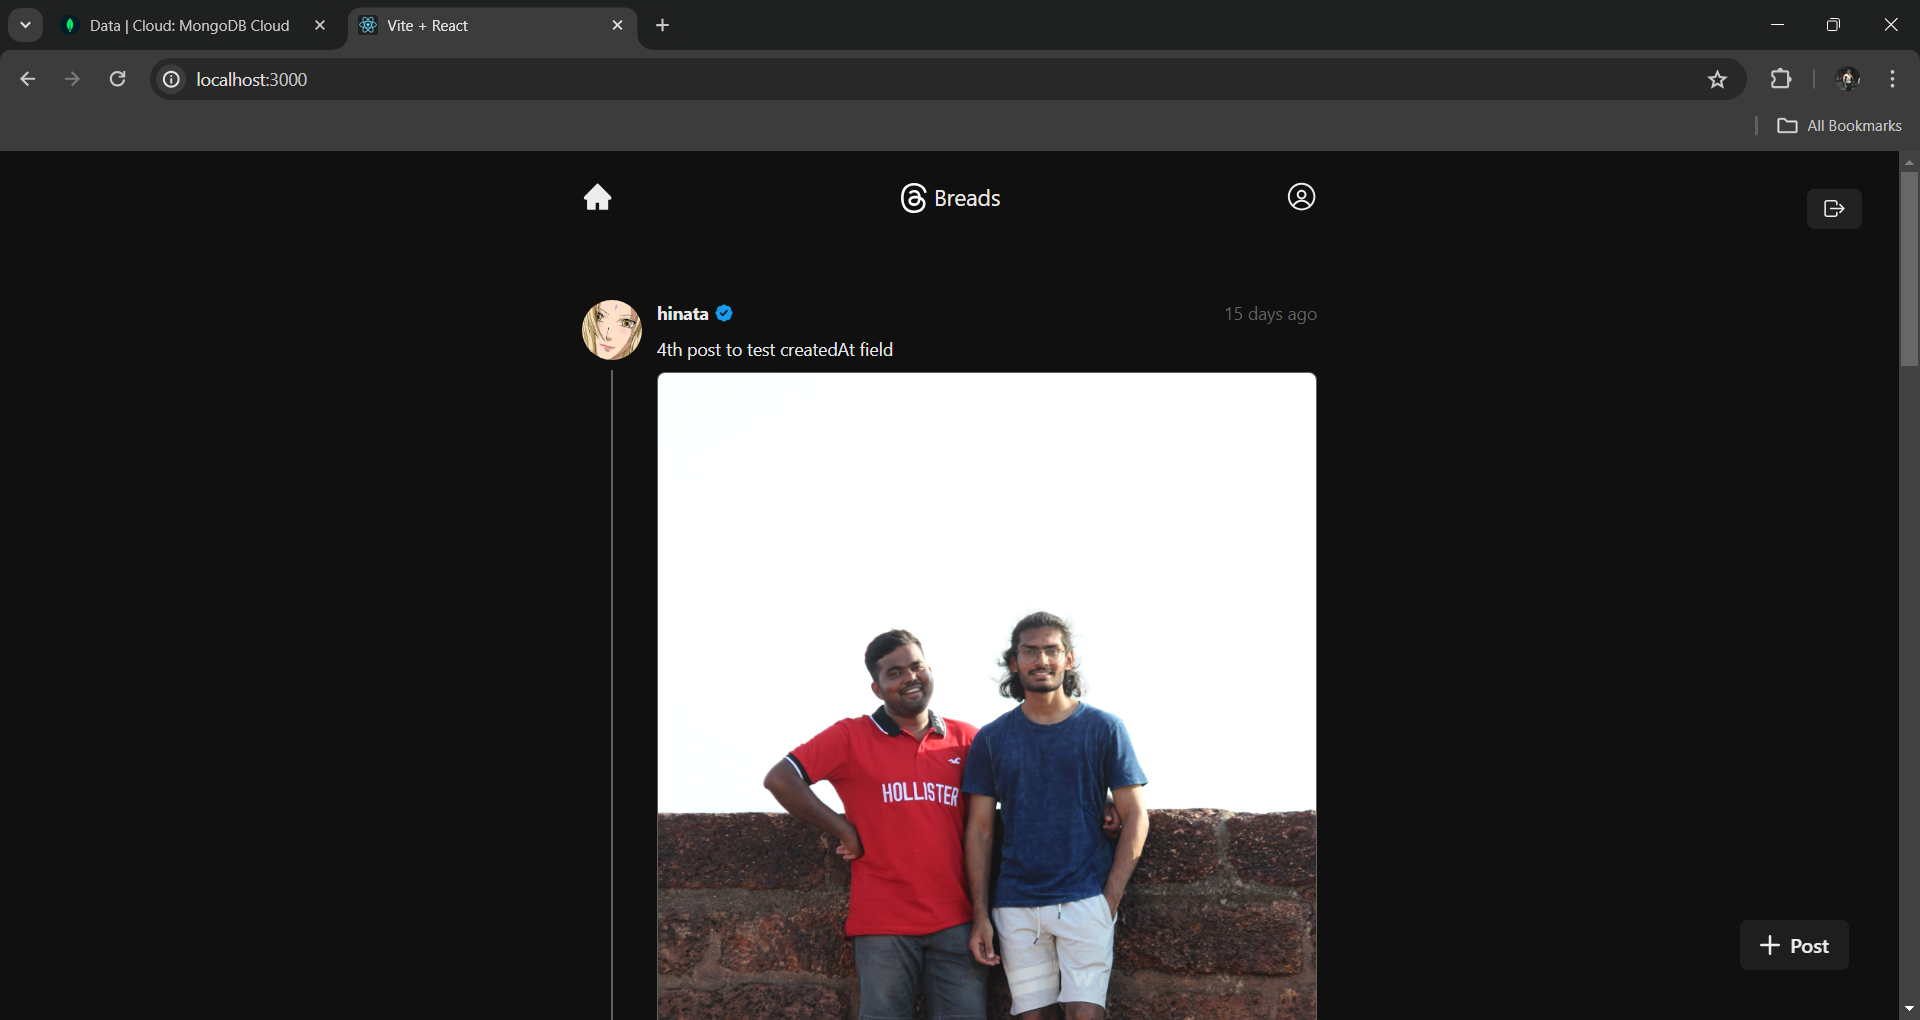 Data | Cloud: MongoDB Cloud
Vite + React
localhost:3000
All Bookmarks
Breads
hinata
15 days ago
4th post to test createdAt field
HOLLISTER
W
Post